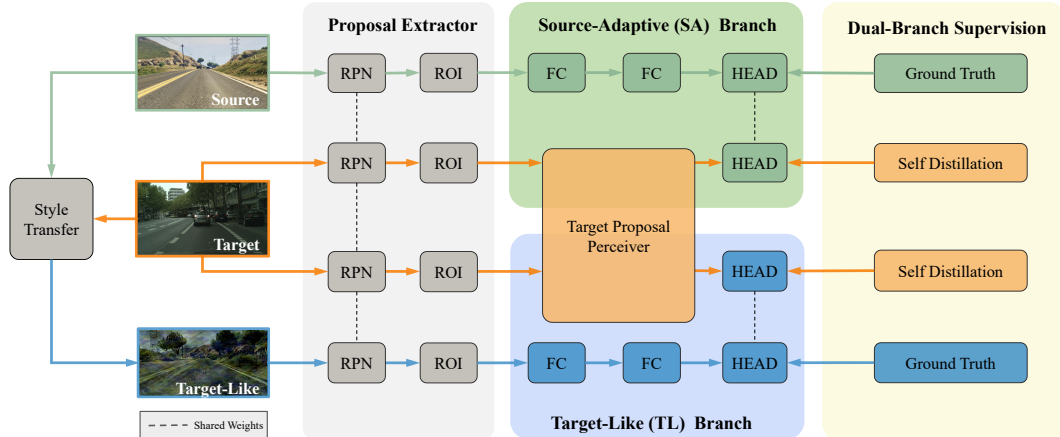 Proposal Extractor
Source-Adaptive (SA) Branch
Dual-Branch Supervision
Source
RPN
ROI
FC
FC
HEAD
Ground Truth
RPN
ROI
HEAD
Self Distillation
Style
Transfer
Target
Target Proposal
Perceiver
RPN
ROI
HEAD
Self Distillation
Target-Like
RPN
ROI
FC
FC
HEAD
Ground Truth
Shared Weights
Target-Like (TL) Branch